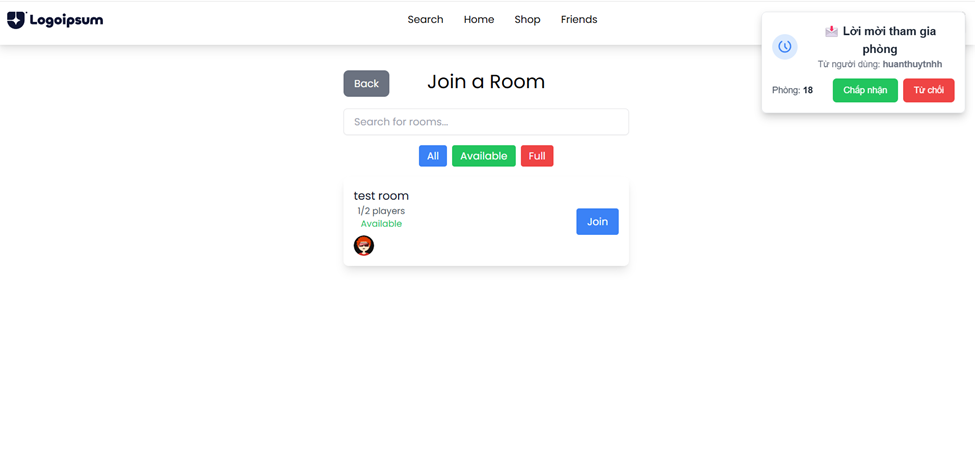 Logoipsum
Search Home Shop Friends
📩 Lời mời tham gia
phòng
Từ người dùng: huanthuytnhh
Phòng: 18 Chấp nhận Từ chối
Back Join a Room
Search for rooms...
All Available Full
test room
1/2 players
Available
Join